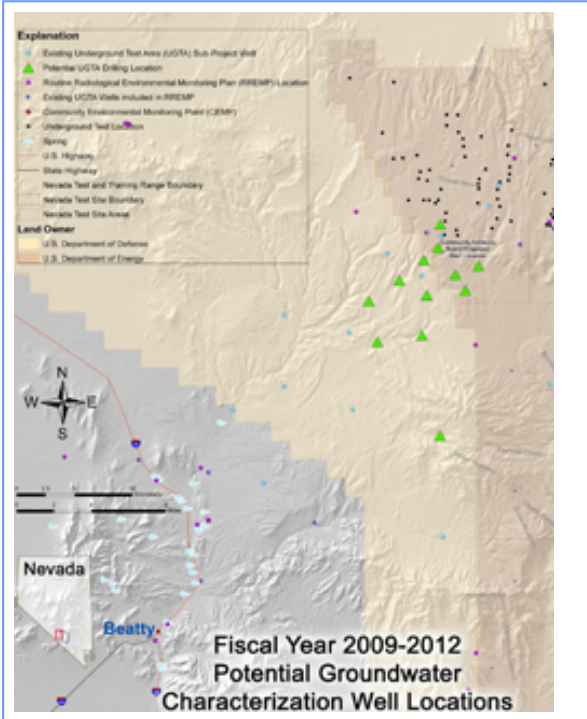 Explanation
Existing Underground Test Area (UGTA) Sub-Project Well
Potential UGTA Drilling Location
Routine Radiological Environmental Monitoring Plan (RREMP) Location
Existing UGTA Wells included in RREMP
Community Environmental Monitoring Point (CEMP)
Underground Test Location
Spring
U.S. Highway
State Highway
Nevada Test and Training Range Boundary
Nevada Test Site Boundary
Nevada Test Site Areas
Land Owner
U.S. Department of Defense
U.S. Department of Energy
N
W E
S
Nevada
Beatty
Fiscal Year 2009-2012
Potential Groundwater
Characterization Well Locations